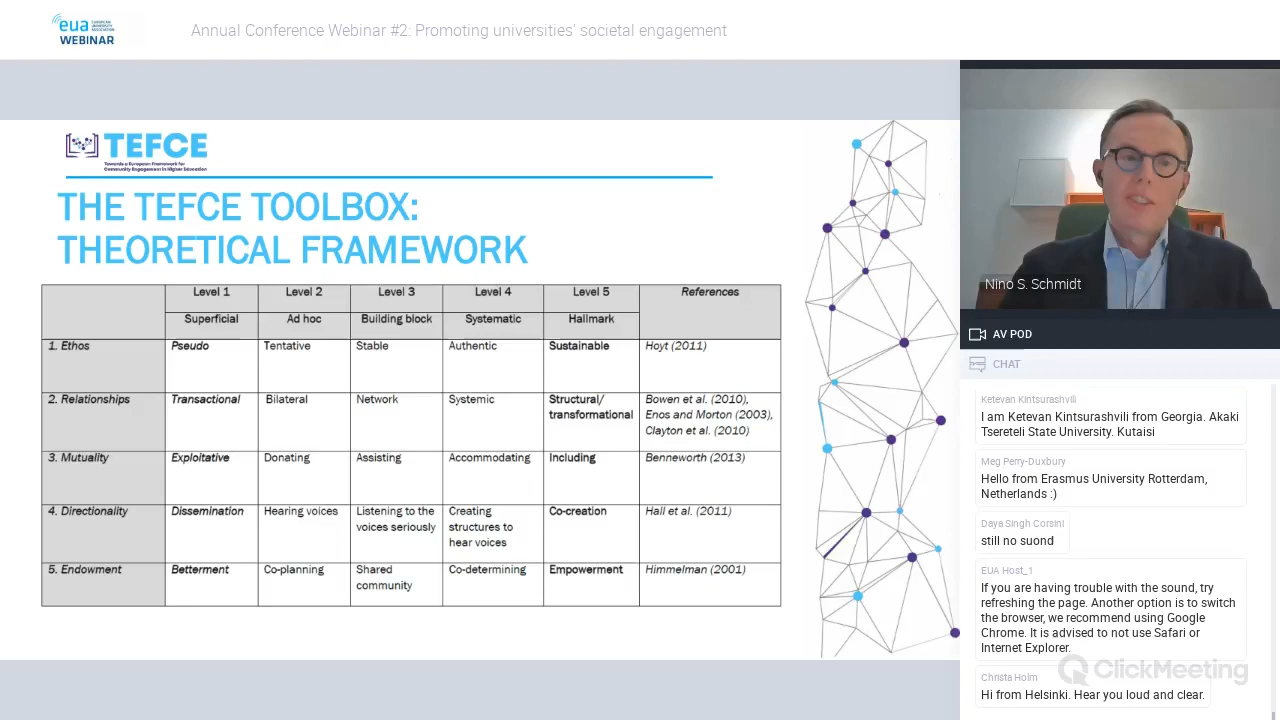 eua EUROPEAN UNIVERSITY ASSOCIATION
WEBINAR
Annual Conference Webinar #2: Promoting universities' societal engagement
TEFCE
Towards a European Framework for
Community Engagement in Higher Education
THE TEFCE TOOLBOX:
THEORETICAL FRAMEWORK
Level 1 Level 2 Level 3 Level 4 Level 5 References
Superficial Ad hoc Building block Systematic Hallmark
1. Ethos Pseudo Tentative Stable Authentic Sustainable Hoyt (2011)
2. Relationships Transactional Bilateral Network Systemic Structural/ Bowen et al. (2010),
transformational Enos and Morton (2003),
Clayton et al. (2010)
3. Mutuality Exploitative Donating Assisting Accommodating Including Benneworth (2013)
4. Directionality Dissemination Hearing voices Listening to the Creating Co-creation Hall et al. (2011)
voices seriously structures to
hear voices
5. Endowment Betterment Co-planning Shared Co-determining Empowerment Himmelman (2001)
community
Nino S. Schmidt
AV POD
CHAT
Ketevan Kintsurashvili
I am Ketevan Kintsurashvili from Georgia. Akaki
Tsereteli State University. Kutaisi
Meg Perry-Duxbury
Hello from Erasmus University Rotterdam,
Netherlands :)
Daya Singh Corsini
still no suond
EUA Host_1
If you are having trouble with the sound, try
refreshing the page. Another option is to switch
the browser, we recommend using Google
Chrome. It is advised to not use Safari or
Internet Explorer.
ClickMeeting
Christa Holm
Hi from Helsinki. Hear you loud and clear.